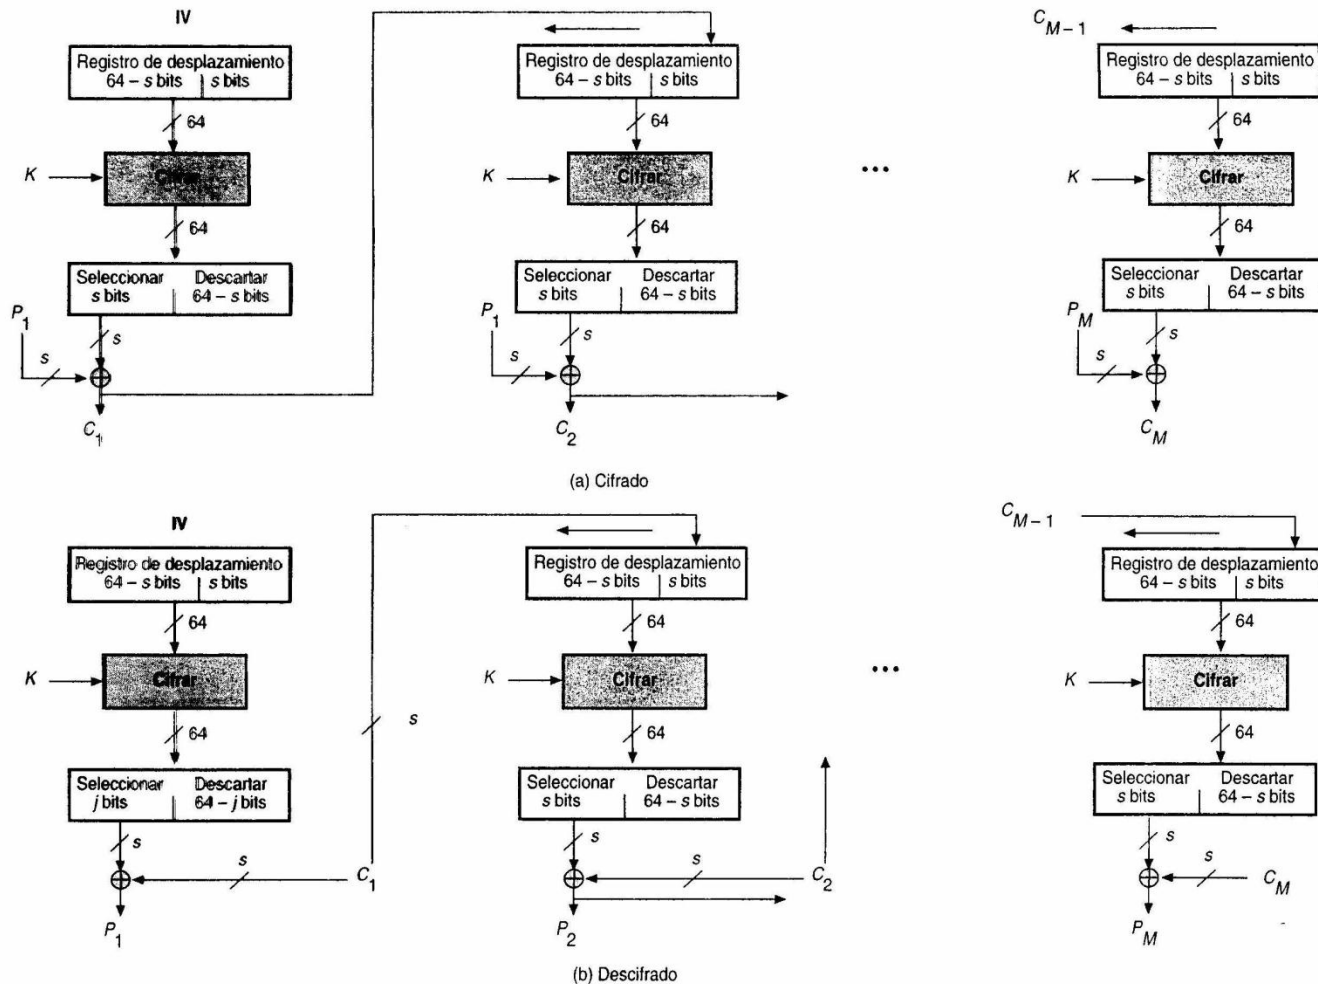 IV
C M-1
Registro de desplazamiento
64 – s bits | s bits
Registro de desplazamiento
64 – s bits | s bits
Registro de desplazamiento
64 – s bits | s bits
64
64
64
K
Cifrar
K
Cifrar
•••
K
Cifrar
64
64
64
Seleccionar Descartar
s bits 64 – s bits
Seleccionar Descartar
s bits 64 – s bits
Seleccionar Descartar
s bits 64 – s bits
P1
s
s
P1
s
s
PM
s
s
C1
C2
CM
(a) Cifrado
IV
C M-1
Registro de desplazamiento
64 – s bits | s bits
Registro de desplazamiento
64 – s bits | s bits
Registro de desplazamiento
64 – s bits | s bits
64
64
64
K
Cifrar
K
Cifrar
•••
K
Cifrar
s
64
64
64
Seleccionar Descartar
j bits 64 – j bits
Seleccionar Descartar
s bits 64 – s bits
Seleccionar Descartar
s bits 64 – s bits
s
s
C1
s
s
C2
s
s
CM
P1
P2
PM
(b) Descifrado